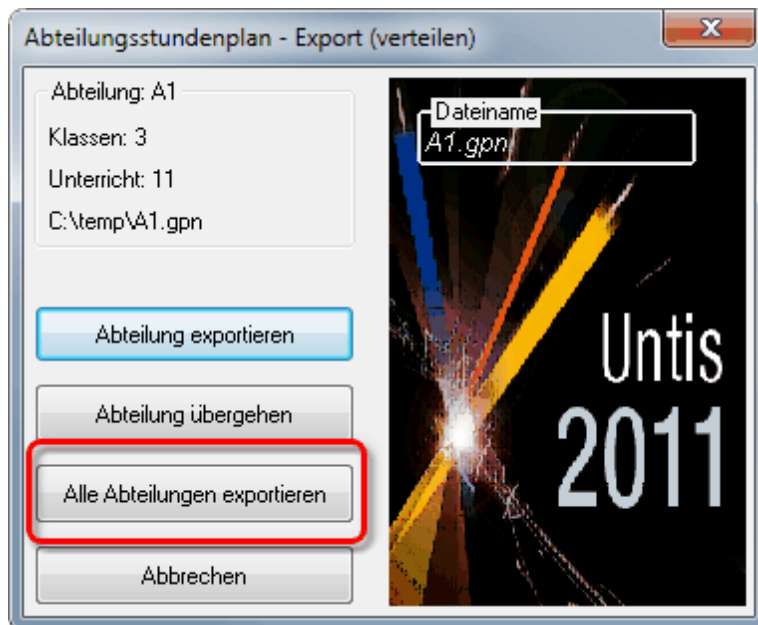 Abteilungsstundenplan - Export (verteilen)
Abteilung: A1
Klassen: 3
Unterricht: 11
C:\temp\A1.gpn
Dateiname
A1.gpn
Abteilung exportieren
Abteilung übergehen
Alle Abteilungen exportieren
Abbrechen
Untis
2011